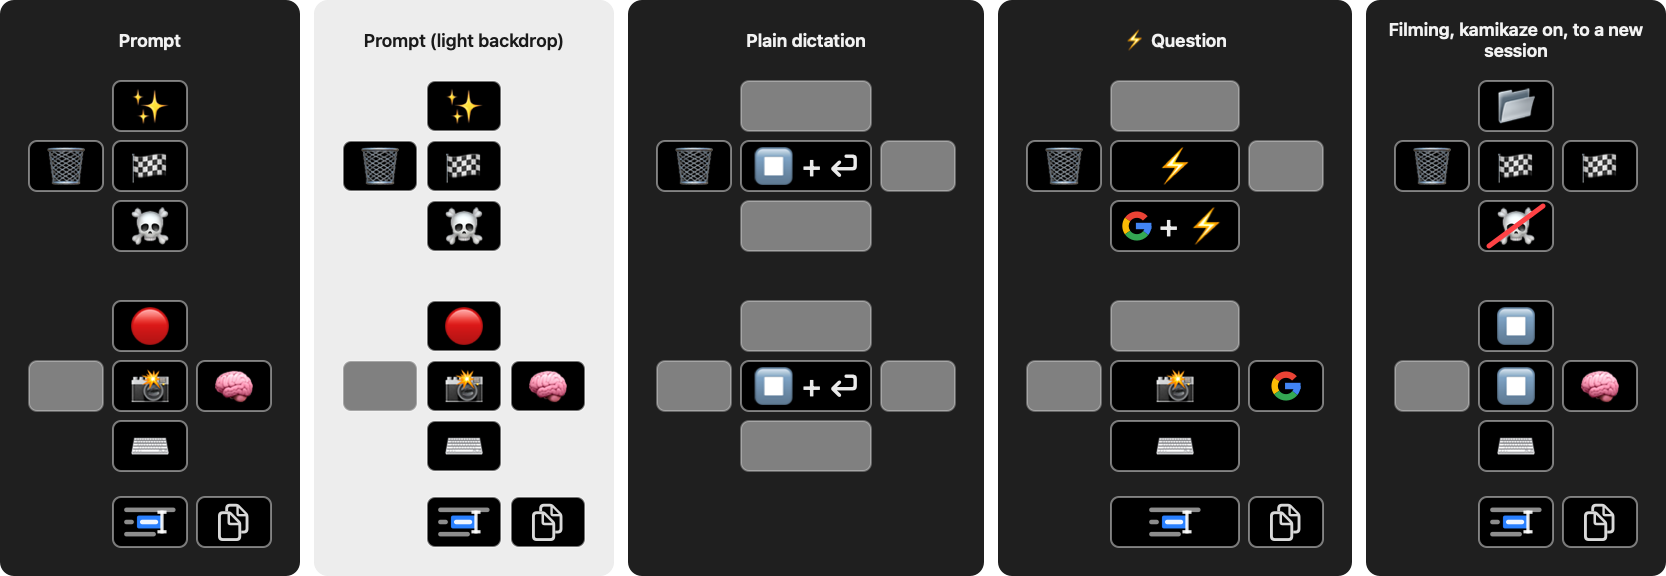 Prompt
Prompt (light backdrop)
Plain dictation
⚡ Question
Filming, kamikaze on, to a new
session
+
G +
+
G